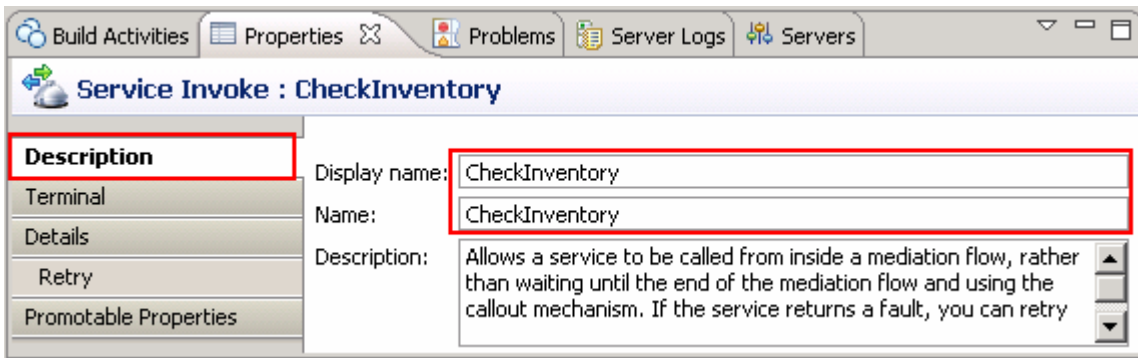 Build Activities Properties Problems Server Logs Servers
Service Invoke : CheckInventory
Description
Terminal
Details
Retry
Promotable Properties
Display name: CheckInventory
Name: CheckInventory
Description: Allows a service to be called from inside a mediation flow, rather
than waiting until the end of the mediation flow and using the
callout mechanism. If the service returns a fault, you can retry